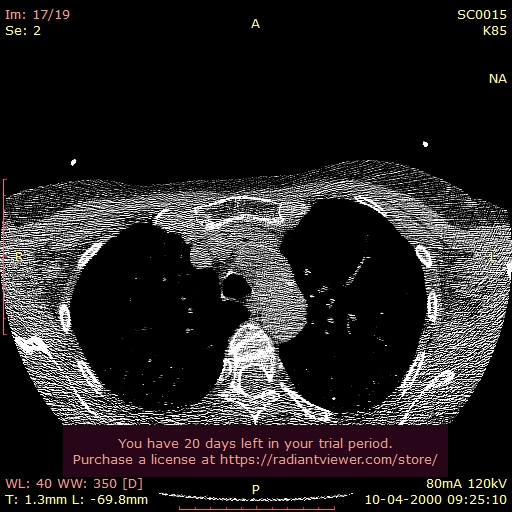 Im: 17/19
Se: 2
A
SC0015
K85
NA
R
L
You have 20 days left in your trial period.
Purchase a license at https://radiantviewer.com/store/
WL: 40 WW: 350 [D]
T: 1.3mm L: -69.8mm
P
80mA 120kV
10-04-2000 09:25:10